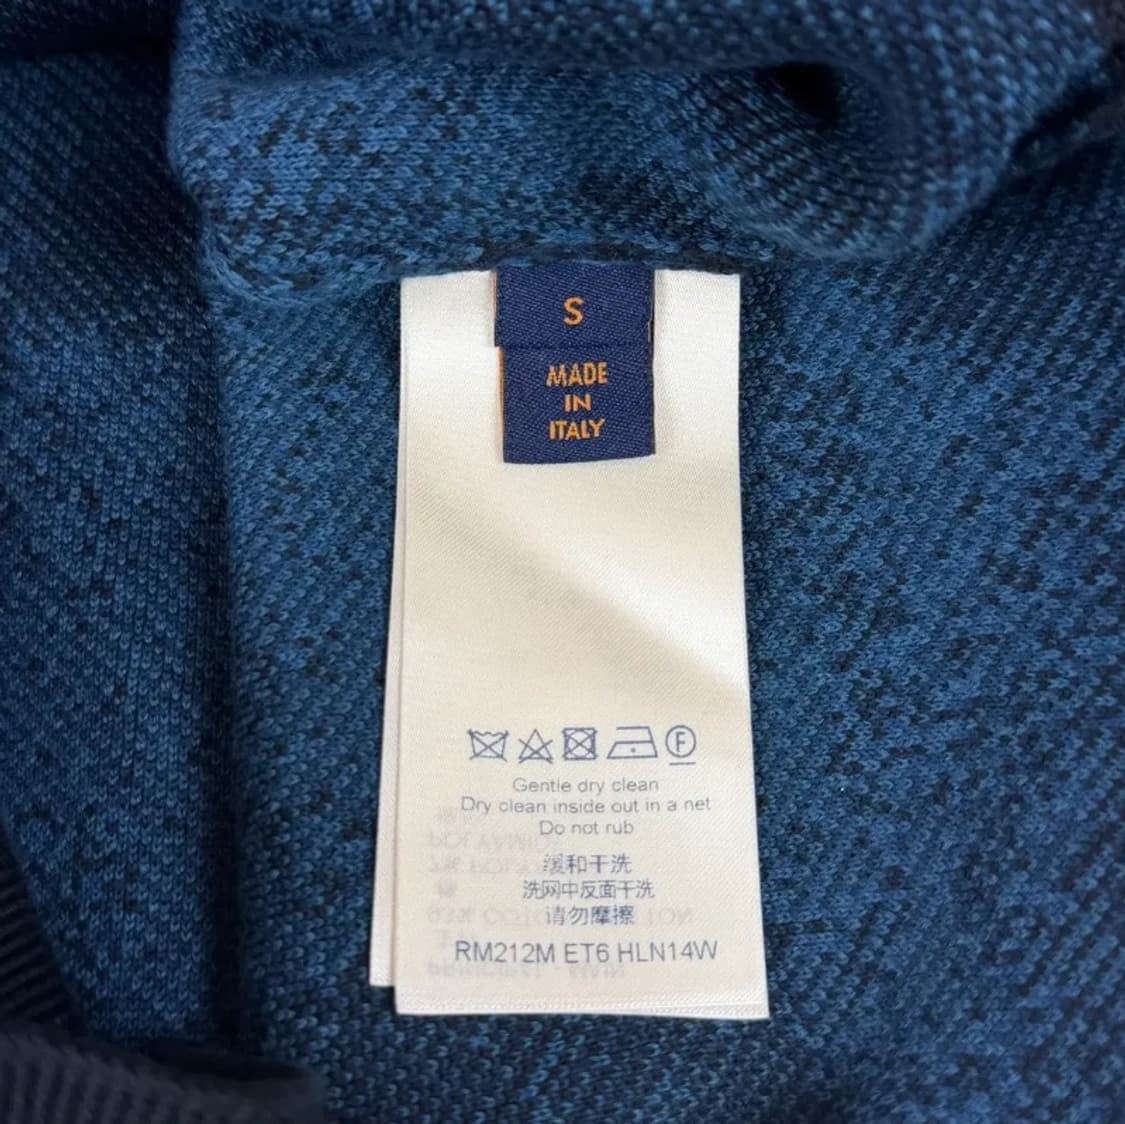 S
MADE
IN
ITALY
F
Gentle dry clean
Dry clean inside out in a net
Do not rub
缓和干洗
洗网中反面干洗
请勿摩擦
RM212M ET6 HLN14W